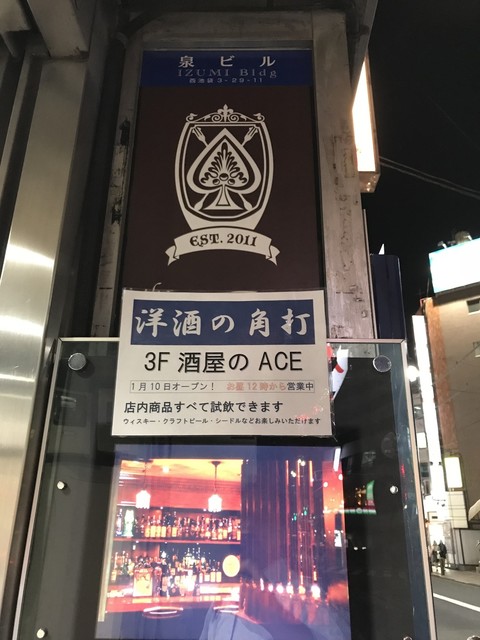 泉ビル
IZUMI Bldg
西池袋3-29-11
EST. 2011
洋酒の角打
3F 酒屋の ACE
1月10日オープン! お昼12時から営業中
店内商品すべて試飲できます
ウィスキー・クラフトビール・シードルなどお楽しみいただけます